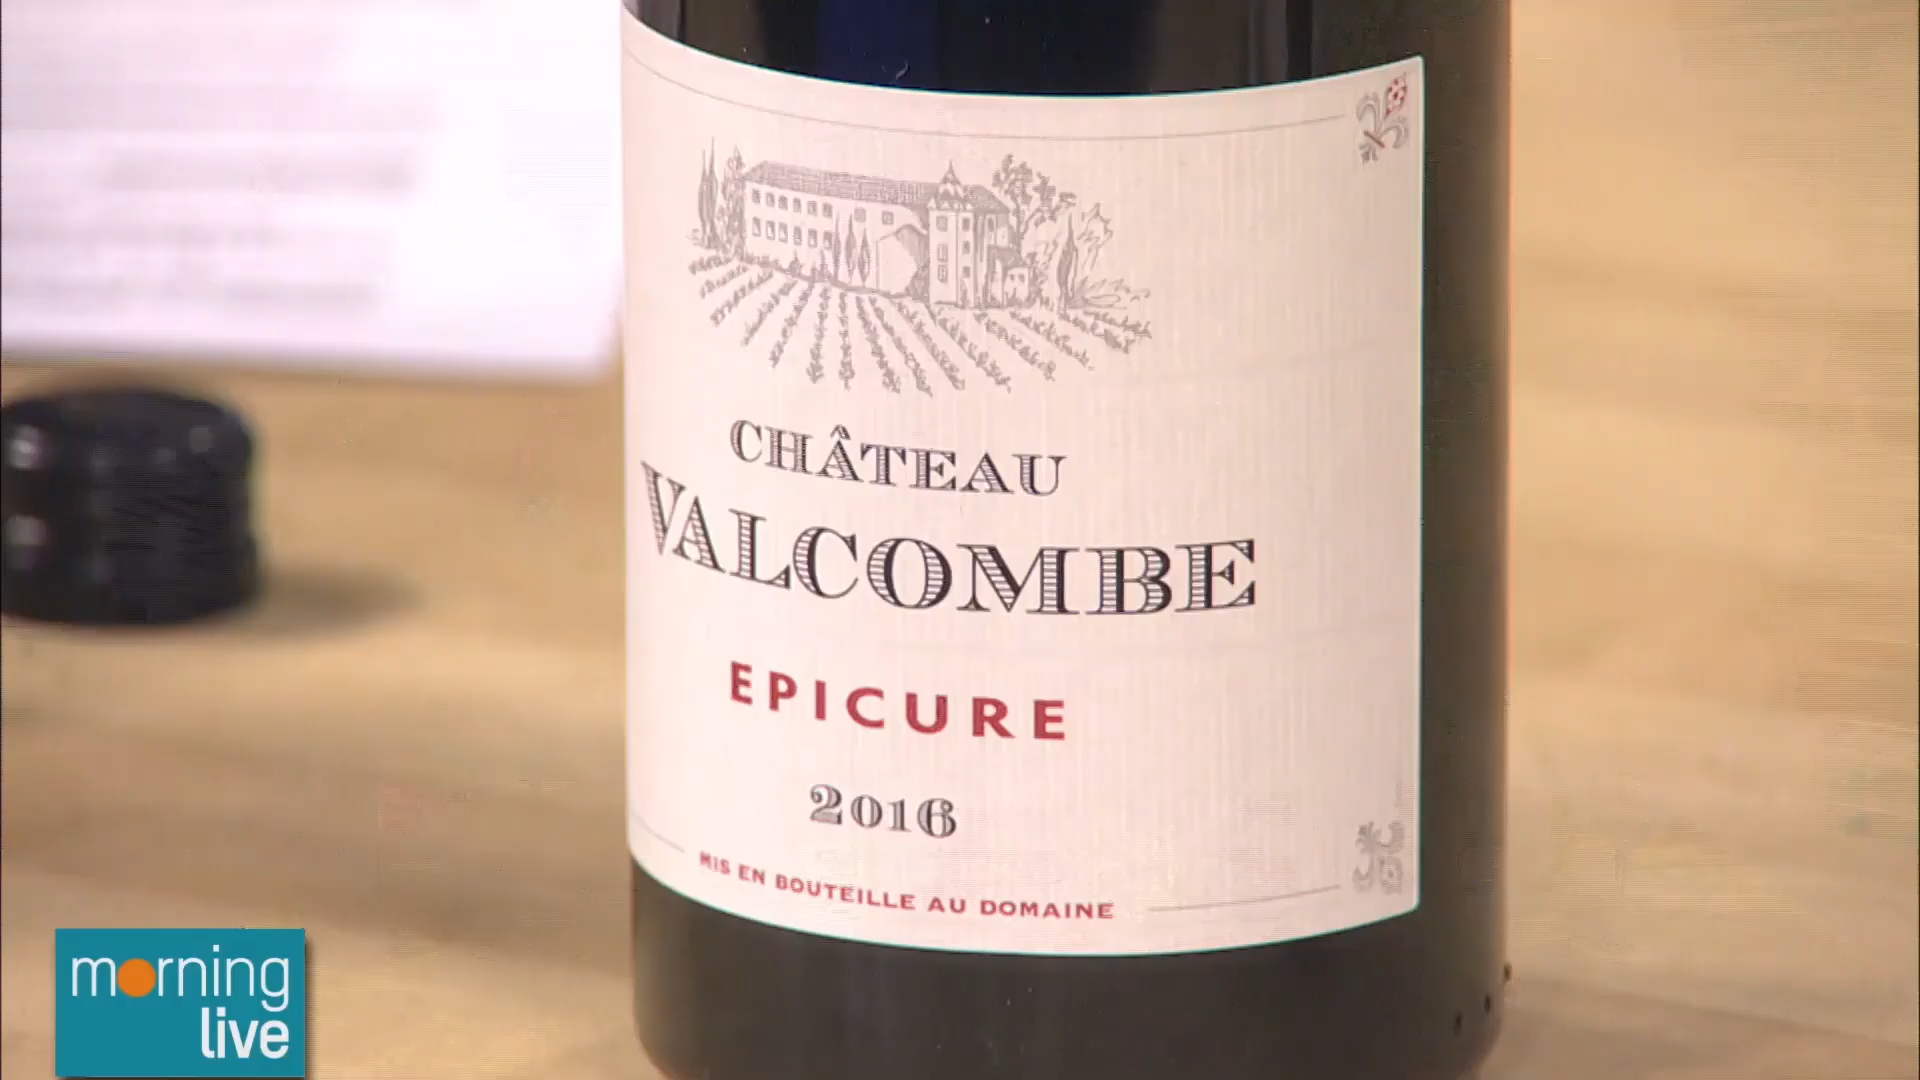 CHÂTEAU
VALCOMBE
EPICURE
2016
MIS EN BOUTEILLE AU DOMAINE
morning
live